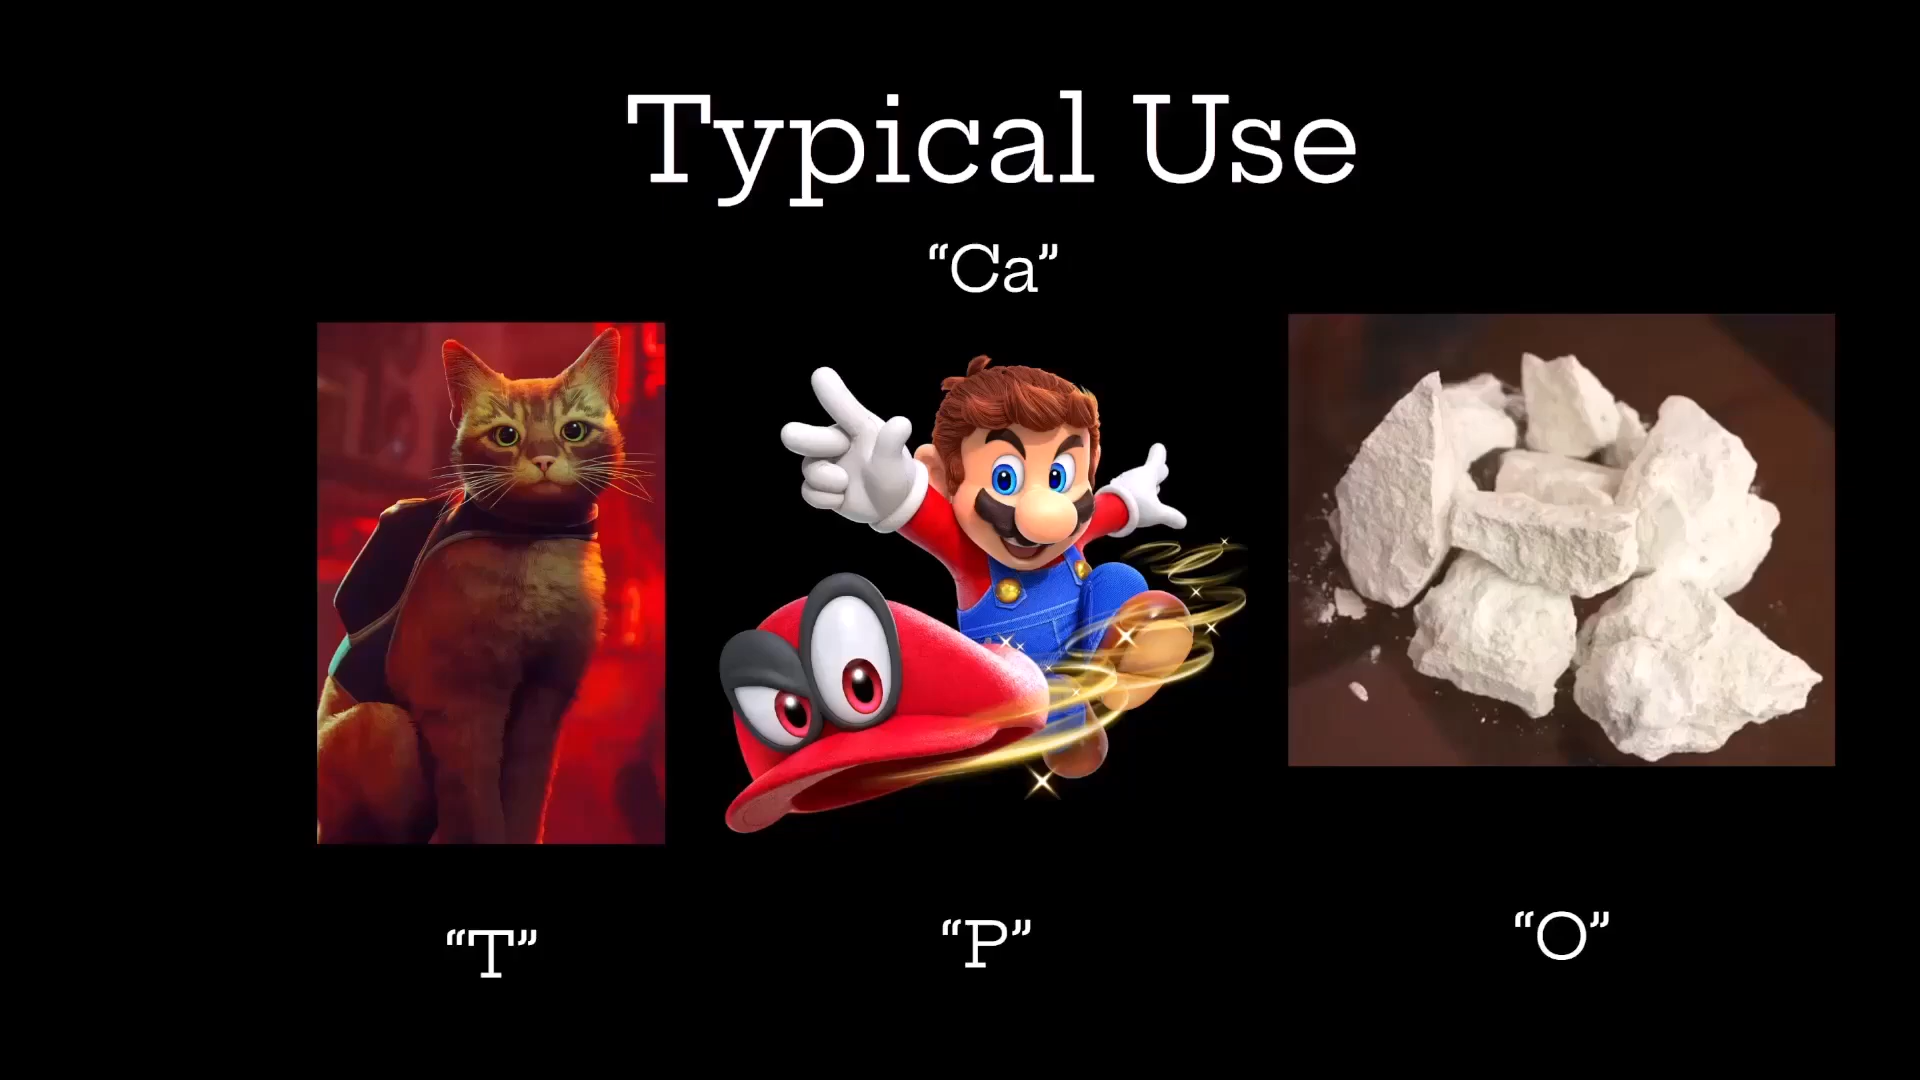 Typical Use
“Ca”
“T”
“P”
“O”